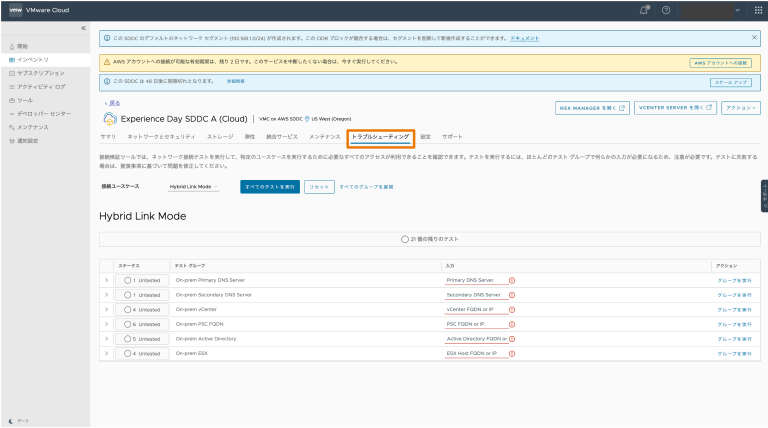 vmw VMware Cloud
«
開始
インベントリ
サブスクリプション
アクティビティ ログ
ツール
デベロッパー センター
メンテナンス
通知設定
ダーク
この SDDC のデフォルトのネットワーク セグメント (192.168.1.0/24) が作成されます。この CIDR ブロックが競合する場合は、セグメントを削除して新規作成することができます。 ドキュメント
AWS アカウントへの接続が可能な有効期間は、残り 2 日です。このサービスを中断したくない場合は、今すぐ実行してください。 AWS アカウントへの接続
この SDDC は 48 日後に期限切れとなります。 詳細情報 スケール アップ
‹ 戻る
Experience Day SDDC A (Cloud) | VMC on AWS SDDC US West (Oregon)
NSX MANAGER を開く VCENTER SERVER を開く アクション
サマリ ネットワークとセキュリティ ストレージ 弾性 統合サービス メンテナンス トラブルシューティング 設定 サポート
接続検証ツールでは、ネットワーク接続テストを実行して、特定のユースケースを実行するために必要なすべてのアクセスが利用できることを確認できます。テストを実行するには、ほとんどのテスト グループで何らかの入力が必要になるため、注意が必要です。テストに失敗する
場合は、推奨事項に基づいて問題を修正してください。
接続ユースケース Hybrid Link Mode すべてのテストを実行 リセット すべてのグループを展開
Hybrid Link Mode
21 個の残りのテスト
ステータス テスト グループ 入力 アクション
1 Untested On-prem Primary DNS Server Primary DNS Server グループを実行
1 Untested On-prem Secondary DNS Server Secondary DNS Server グループを実行
4 Untested On-prem vCenter vCenter FQDN or IP グループを実行
6 Untested On-prem PSC FQDN PSC FQDN or IP グループを実行
5 Untested On-prem Active Directory Active Directory FQDN or グループを実行
4 Untested On-prem ESX ESX Host FQDN or IP グループを実行